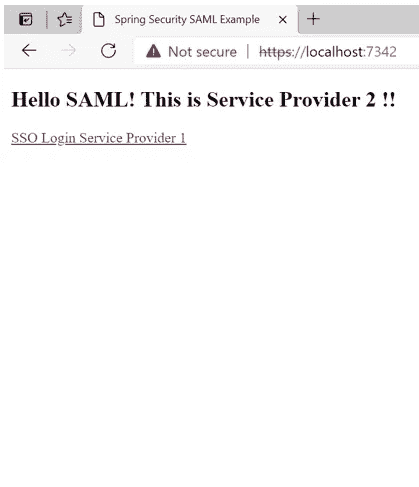 Spring Security SAML Example
Not secure | https://localhost:7342
Hello SAML! This is Service Provider 2 !!
SSO Login Service Provider 1